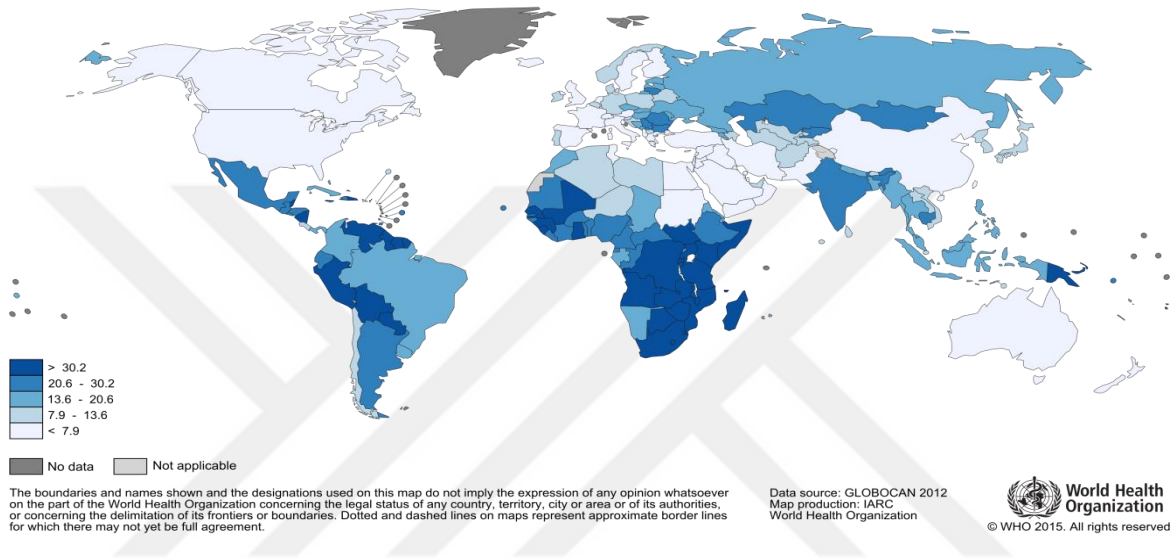 > 30.2
20.6 - 30.2
13.6 - 20.6
7.9 - 13.6
< 7.9
No data
Not applicable
The boundaries and names shown and the designations used on this map do not imply the expression of any opinion whatsoever
on the part of the World Health Organization concerning the legal status of any country, territory, city or area or of its authorities,
or concerning the delimitation of its frontiers or boundaries. Dotted and dashed lines on maps represent approximate border lines
for which there may not yet be full agreement.
Data source: GLOBOCAN 2012
Map production: IARC
World Health Organization
World Health
Organization
© WHO 2015. All rights reserved